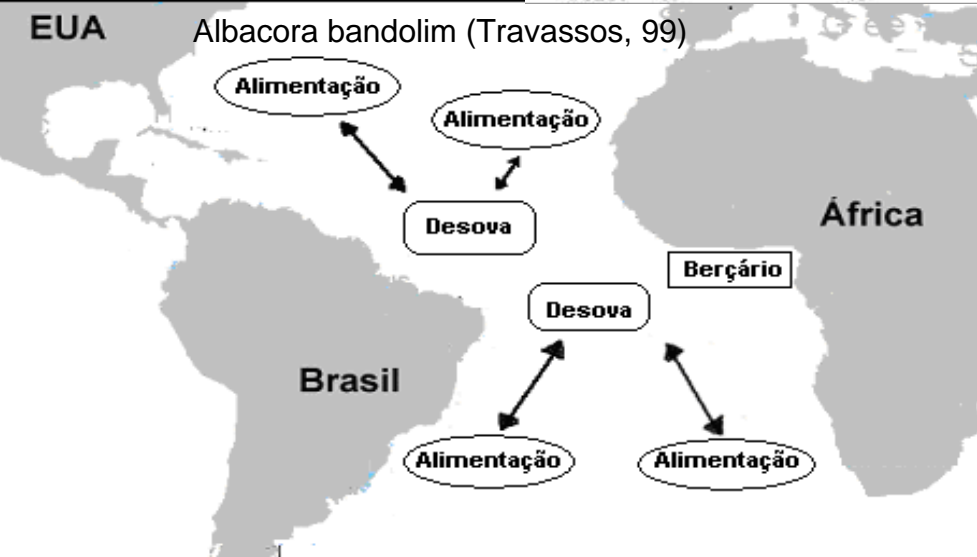 EUA
Albacora bandolim (Travassos, 99)
Alimentação
Alimentação
Desova
África
Berçário
Desova
Brasil
Alimentação
Alimentação